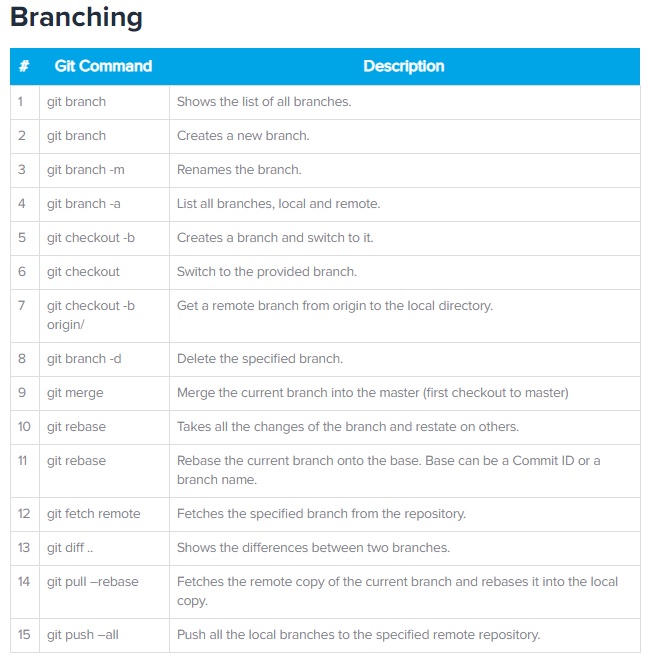 Branching
# Git Command Description
1 git branch Shows the list of all branches.
2 git branch Creates a new branch.
3 git branch -m Renames the branch.
4 git branch -a List all branches, local and remote.
5 git checkout -b Creates a branch and switch to it.
6 git checkout Switch to the provided branch.
7 git checkout -b Get a remote branch from origin to the local directory.
origin/
8 git branch -d Delete the specified branch.
9 git merge Merge the current branch into the master (first checkout to master)
10 git rebase Takes all the changes of the branch and restate on others.
11 git rebase Rebase the current branch onto the base. Base can be a Commit ID or a
branch name.
12 git fetch remote Fetches the specified branch from the repository.
13 git diff .. Shows the differences between two branches.
14 git pull –rebase Fetches the remote copy of the current branch and rebases it into the local
copy.
15 git push –all Push all the local branches to the specified remote repository.